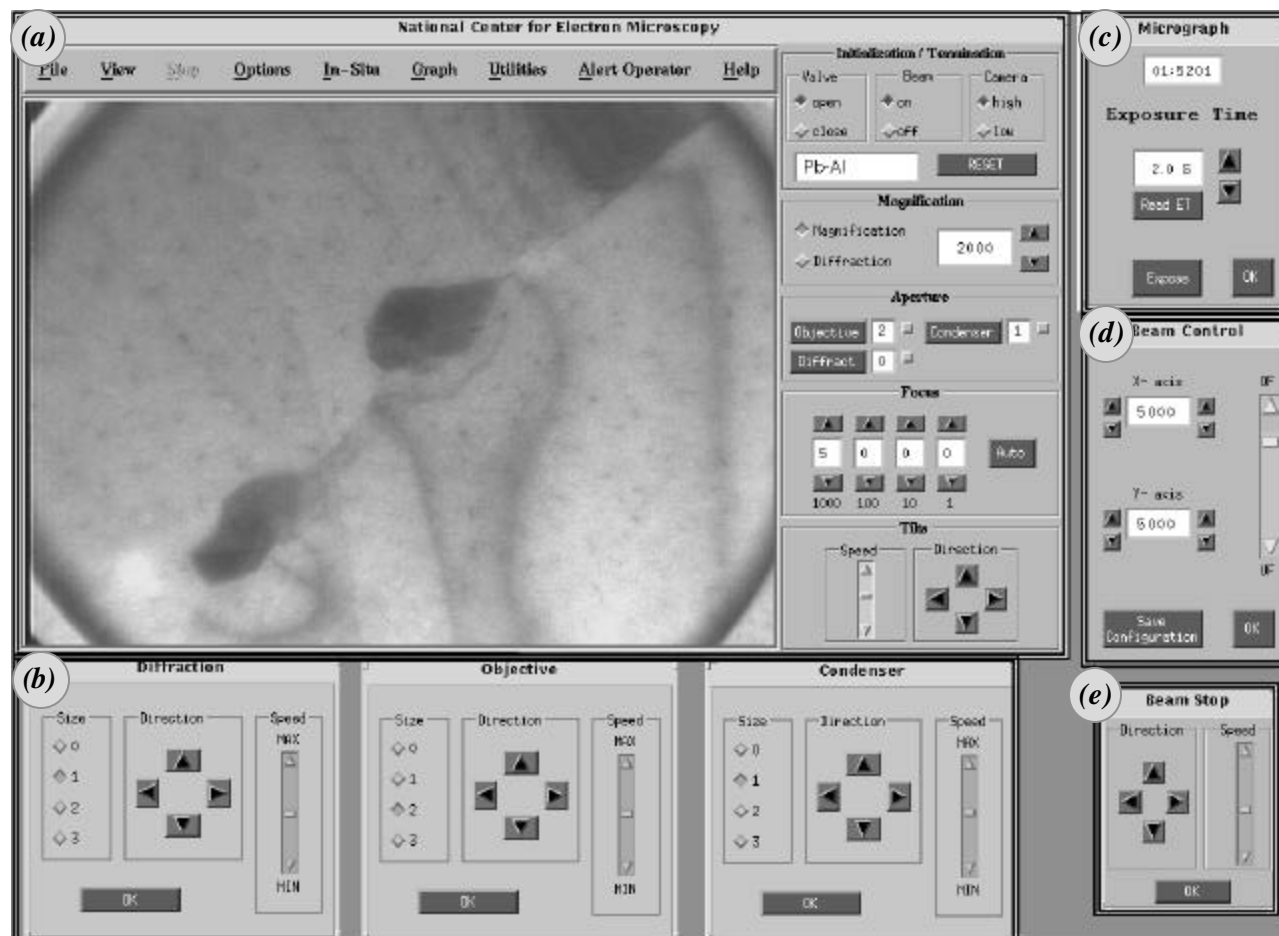 (a)
National Center for Electron Microscopy
File View Stop Options In-Situ Graph Utilities Alert Operator Help
Initialization / Termination
Valve Beam Camera
open on high
close off low
Pb-Al RESET
Magnification
Magnification
2000
Diffraction
Aperture
Objective 2 Condenser 1
Diffract 0
Focus
5 0 0 0 Auto
1000 100 10 1
Tilts
Speed Direction
(b)
Diffraction
Size Direction Speed
MAX
0
1
2
3
MIN
OK
Objective
Size Direction Speed
MAX
0
1
2
3
MIN
OK
Condenser
Size Direction Speed
MAX
0
1
2
3
MIN
OK
(c)
Micrograph
01:5201
Exposure Time
2.0 S
Read ET
Expose OK
(d)
Beam Control
X- axis OF
5000
Y- axis
5000
UF
Save
Configuration OK
(e)
Beam Stop
Direction Speed
OK